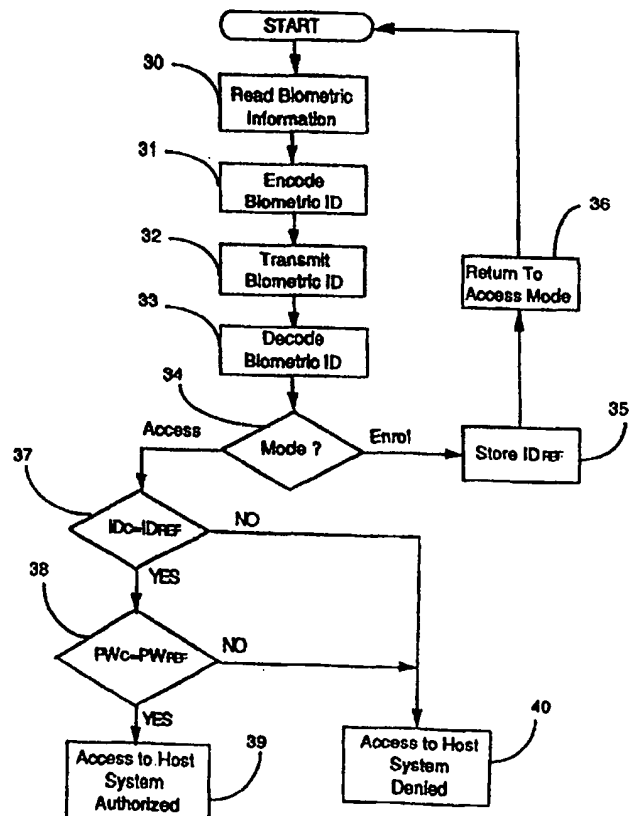 START
30
Read Biometric
Information
31
Encode
Biometric ID
32
Transmit
Biometric ID
33
Decode
Biometric ID
36
Return To
Access Mode
34
Mode ?
Access
Enrol
35
Store IDREF
37
IDC=IDREF
NO
YES
38
PWC=PWREF
NO
YES
39
Access to Host
System
Authorized
40
Access to Host
System
Denied